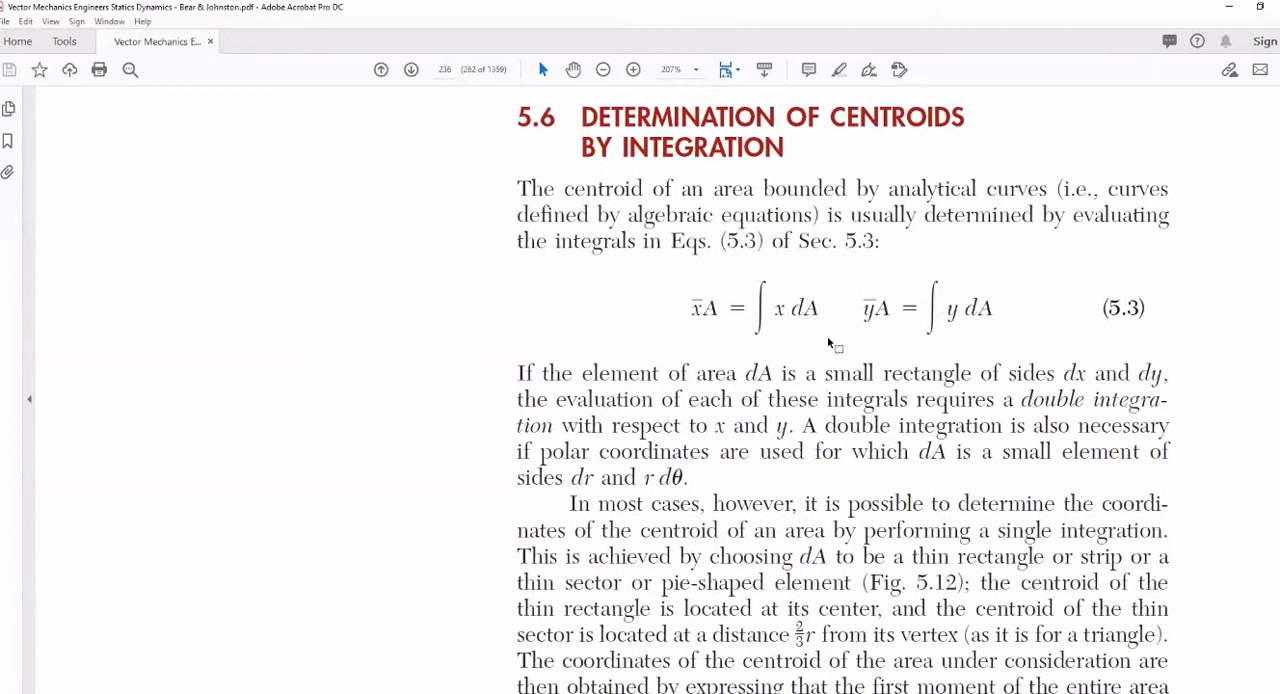 Vector Mechanics Engineers Statics Dynamics - Bear & Johnston.pdf - Adobe Acrobat Pro DC
File Edit View Sign Window Help
Home Tools Vector Mechanics E... × Sign
236 (262 of 1359) 207%
5.6 DETERMINATION OF CENTROIDS
BY INTEGRATION
The centroid of an area bounded by analytical curves (i.e., curves
defined by algebraic equations) is usually determined by evaluating
the integrals in Eqs. (5.3) of Sec. 5.3:
x̄A = ∫ x dA ȳA = ∫ y dA (5.3)
If the element of area dA is a small rectangle of sides dx and dy,
the evaluation of each of these integrals requires a double integra-
tion with respect to x and y. A double integration is also necessary
if polar coordinates are used for which dA is a small element of
sides dr and r dθ.
In most cases, however, it is possible to determine the coordi-
nates of the centroid of an area by performing a single integration.
This is achieved by choosing dA to be a thin rectangle or strip or a
thin sector or pie-shaped element (Fig. 5.12); the centroid of the
thin rectangle is located at its center, and the centroid of the thin
sector is located at a distance 2/3 r from its vertex (as it is for a triangle).
The coordinates of the centroid of the area under consideration are
then obtained by expressing that the first moment of the entire area